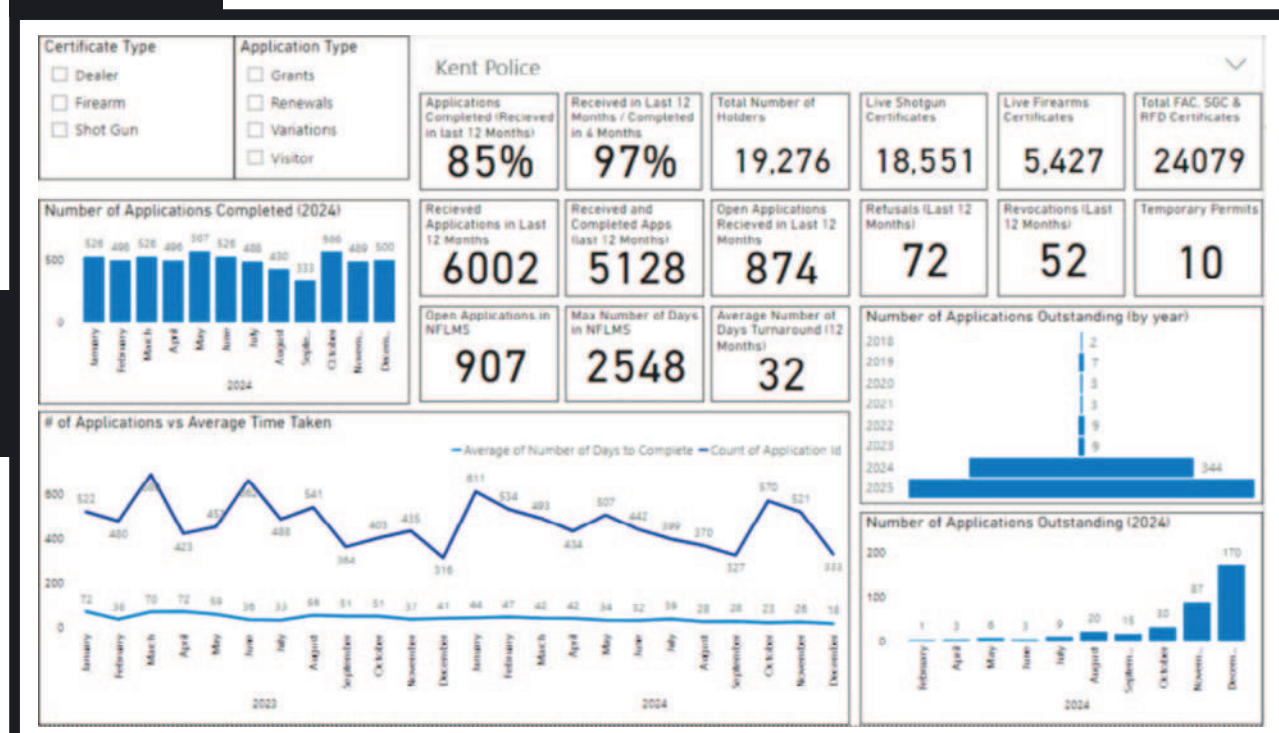 Certificate Type
Dealer
Firearm
Shot Gun
Application Type
Grants
Renewals
Variations
Visitor
Kent Police
Applications
Completed (Recieved
in last 12 Months)
85%
Received in Last 12
Months / Completed
in 4 Months
97%
Total Number of
Holders
19,276
Live Shotgun
Certificates
18,551
Live Firearms
Certificates
5,427
Total FAC, SGC &
RFD Certificates
24079
Number of Applications Completed (2024)
526 496 526 496 567 526 486 430 333 566 489 500
500
0
January
February
March
April
May
June
July
August
Septe...
October
Novem...
Decem...
2024
Recieved
Applications in Last
12 Months
6002
Received and
Completed Apps
(last 12 Months)
5128
Open Applications
Recieved in Last 12
Months
874
Refusals (Last 12
Months)
72
Revocations (Last
12 Months)
52
Temporary Permits
10
Open Applications in
NFLMS
907
Max Number of Days
in NFLMS
2548
Average Number of
Days Turnaround (12
Months)
32
Number of Applications Outstanding (by year)
2018 2
2019 7
2020 3
2021 3
2022 9
2023 9
2024 344
2025
# of Applications vs Average Time Taken
Average of Number of Days to Complete
Count of Application Id
600
400
200
0
522 480 423 488 541 364 403 435 316 611 534 493 434 507 442 399 370 327 570 521 333
72 38 70 72 59 36 33 56 51 51 37 41 44 47 42 42 34 32 39 28 28 23 26 18
January
February
March
April
May
June
July
August
September
October
November
December
January
February
March
April
May
June
July
August
September
October
November
December
2023
2024
Number of Applications Outstanding (2024)
200
100
0
1 3 6 3 9 20 15 30 87 170
February
April
May
June
July
August
Septem...
October
Novem...
Decem...
2024